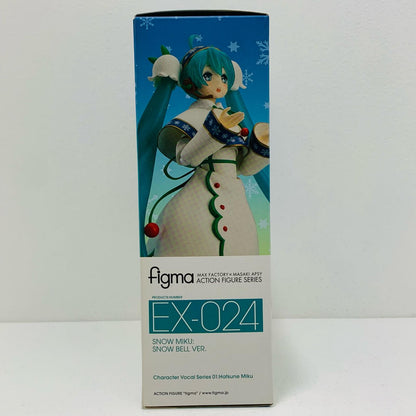 figma MAX FACTORY × MASAKI APSY
ACTION FIGURE SERIES
PRODUCTS NUMBER
EX-024
SNOW MIKU:
SNOW BELL VER.
Character Vocal Series 01:Hatsune Miku
ACTION FIGURE "figma" / www.figma.jp